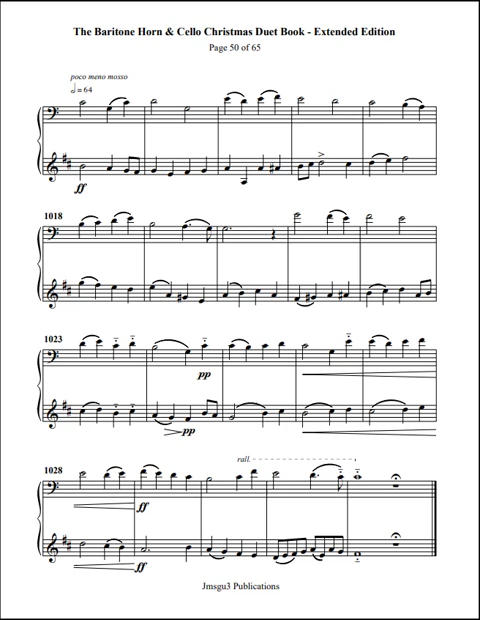 The Baritone Horn & Cello Christmas Duet Book - Extended Edition
Page 50 of 65
poco meno mosso
𝅗𝅥 = 64
ff
1018
1023
pp
pp
rall.
1028
ff
ff
Jmsgu3 Publications